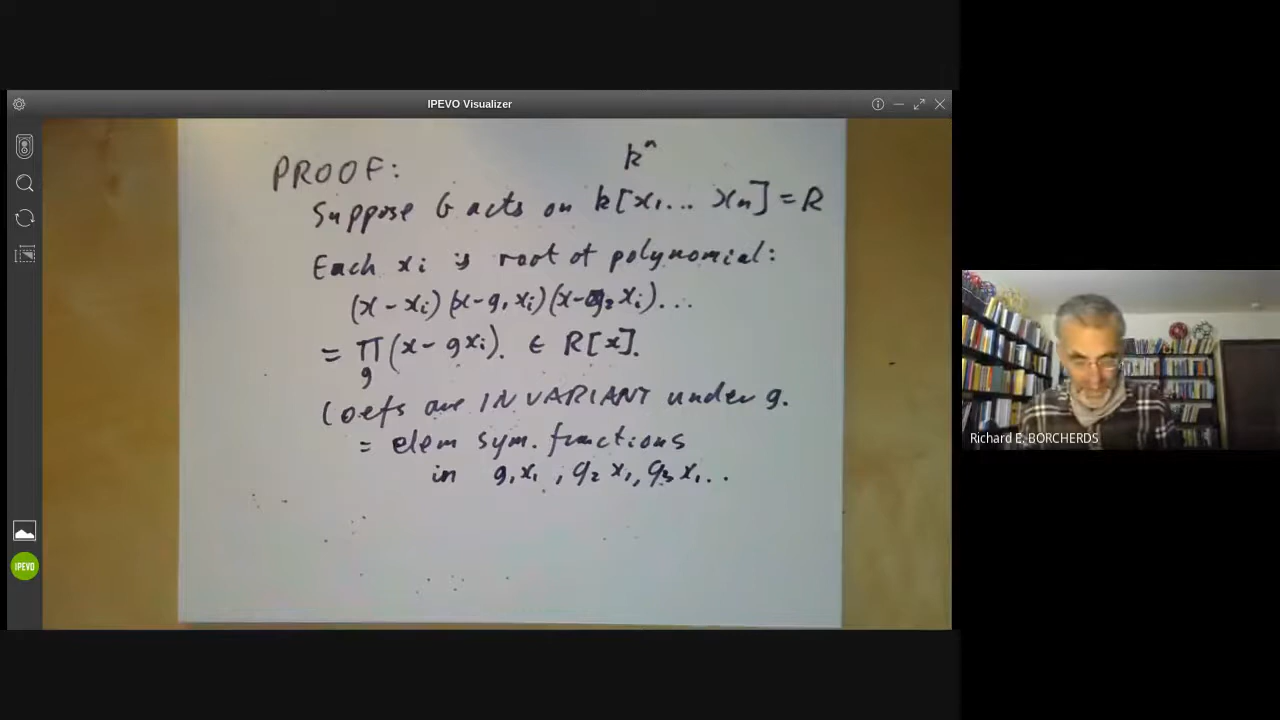 IPEVO Visualizer
PROOF:
kⁿ
Suppose G acts on k[x₁... xₙ] = R
Each xᵢ is root of polynomial:
(x - xᵢ)(x - g₁xᵢ)(x - g₂xᵢ)...
= ∏ (x - gxᵢ). ∈ R[x].
g
Coefs are INVARIANT under g.
= elem sym. functions
in g₁x₁, g₂x₁, g₃x₁..
Richard E. BORCHERDS
IPEVO